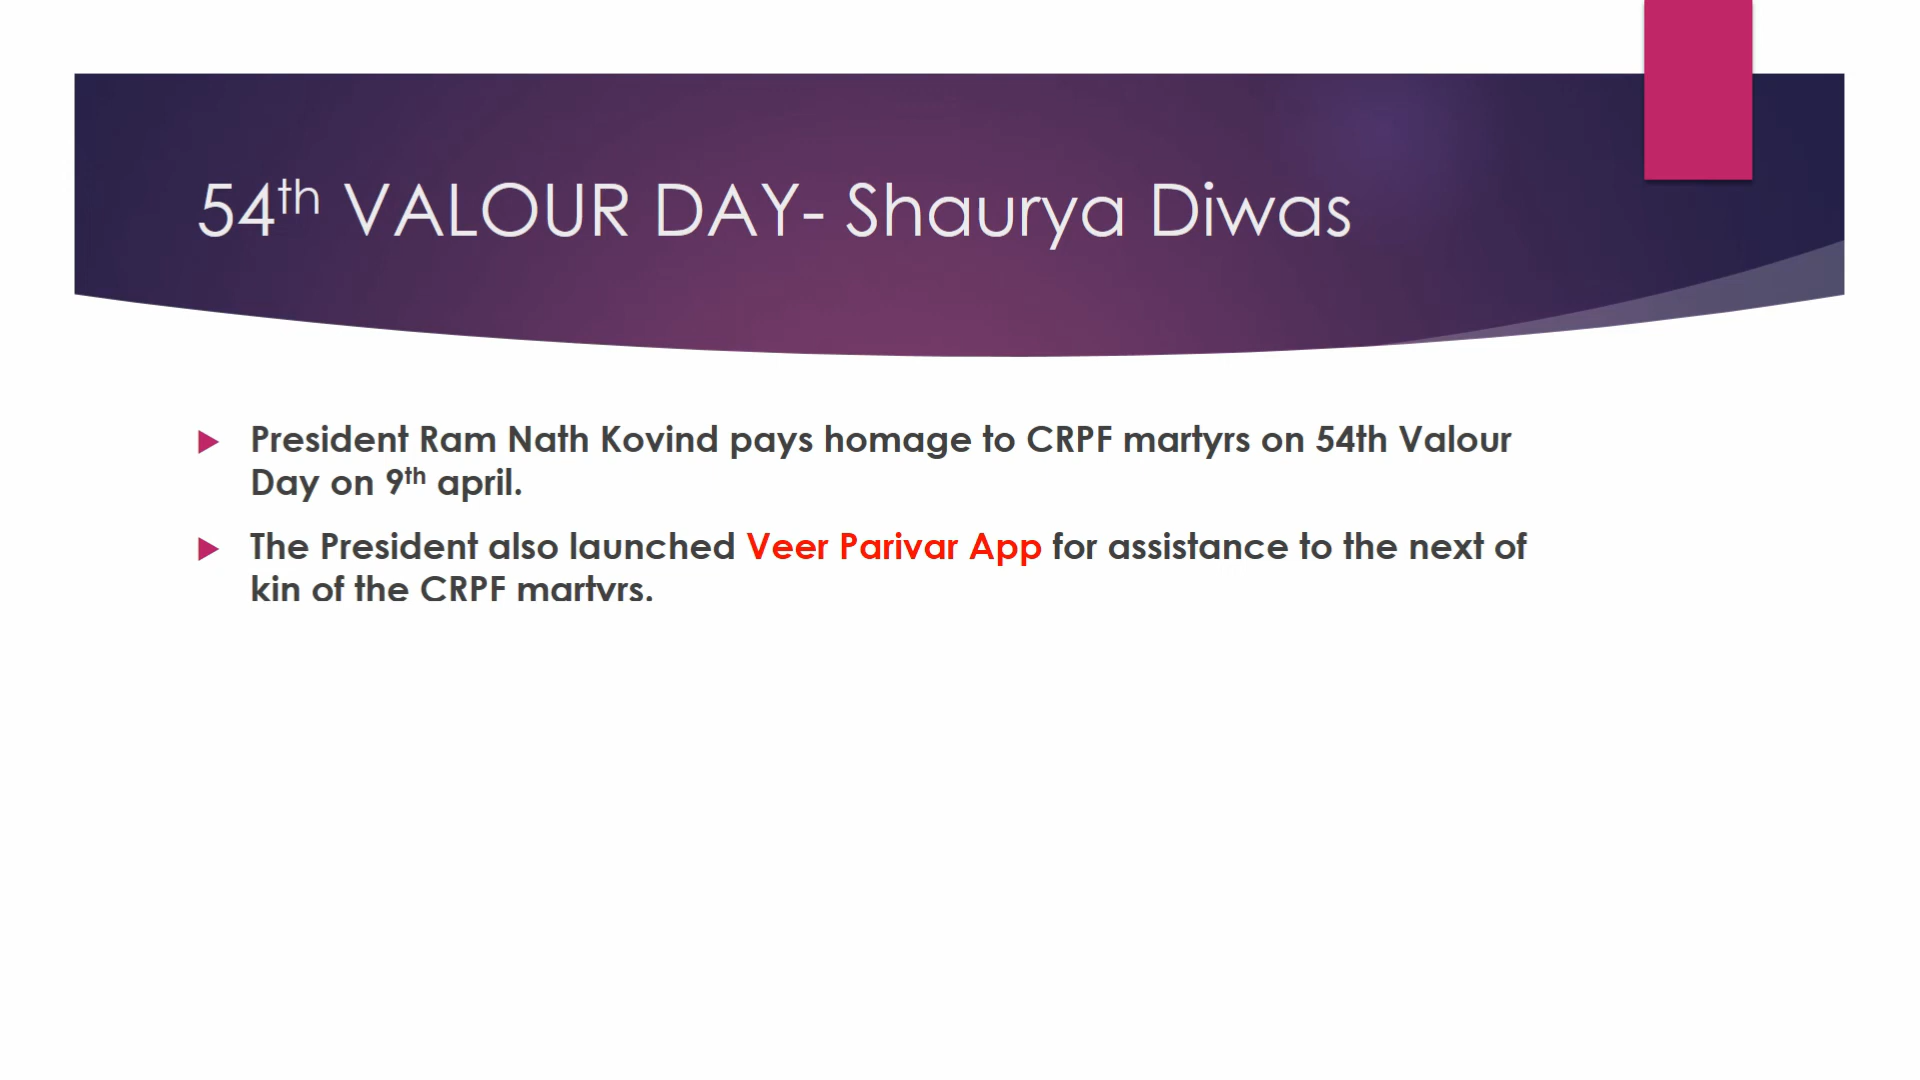 54th VALOUR DAY- Shaurya Diwas
President Ram Nath Kovind pays homage to CRPF martyrs on 54th Valour
Day on 9th april.
The President also launched Veer Parivar App for assistance to the next of
kin of the CRPF martyrs.